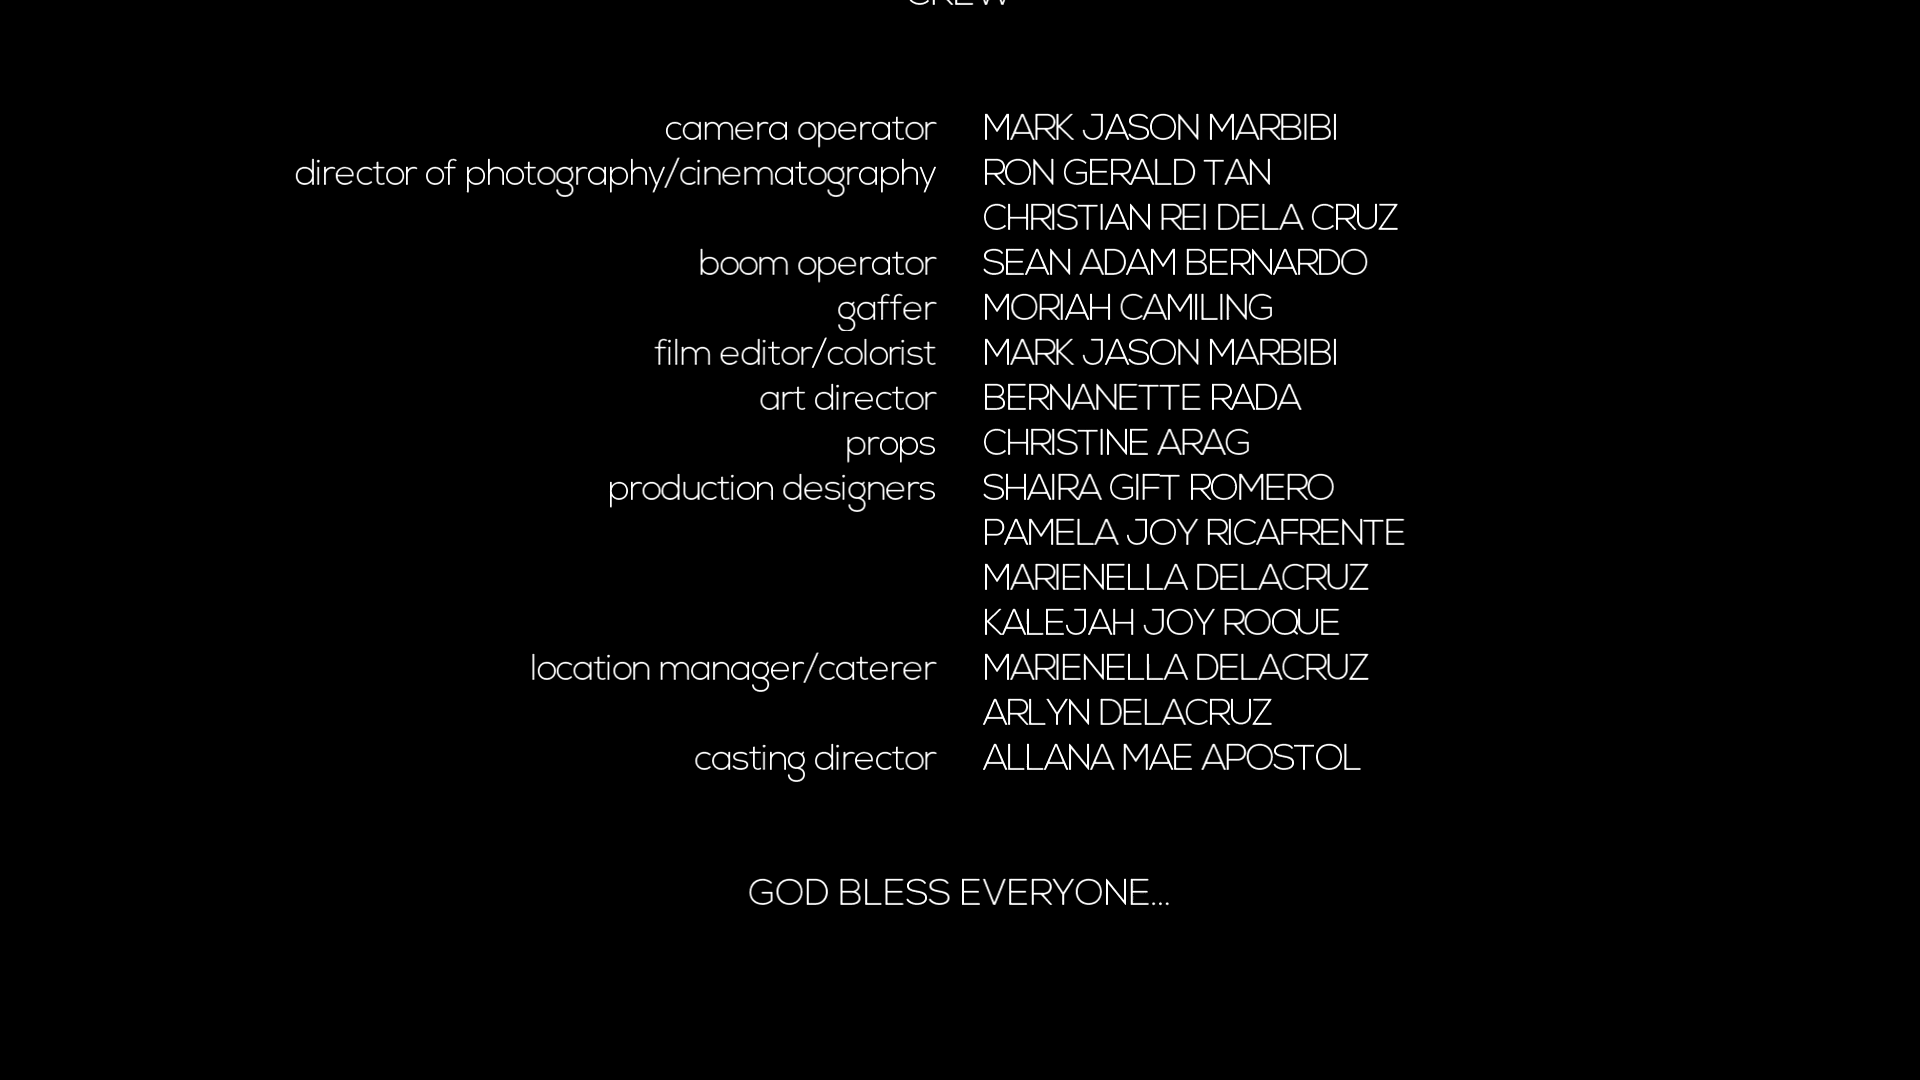 CREW
camera operator MARK JASON MARBIBI
director of photography/cinematography RON GERALD TAN
CHRISTIAN REI DELA CRUZ
boom operator SEAN ADAM BERNARDO
gaffer MORIAH CAMILING
film editor/colorist MARK JASON MARBIBI
art director BERNANETTE RADA
props CHRISTINE ARAG
production designers SHAIRA GIFT ROMERO
PAMELA JOY RICAFRENTE
MARIENELLA DELACRUZ
KALEJAH JOY ROQUE
location manager/caterer MARIENELLA DELACRUZ
ARLYN DELACRUZ
casting director ALLANA MAE APOSTOL
GOD BLESS EVERYONE...